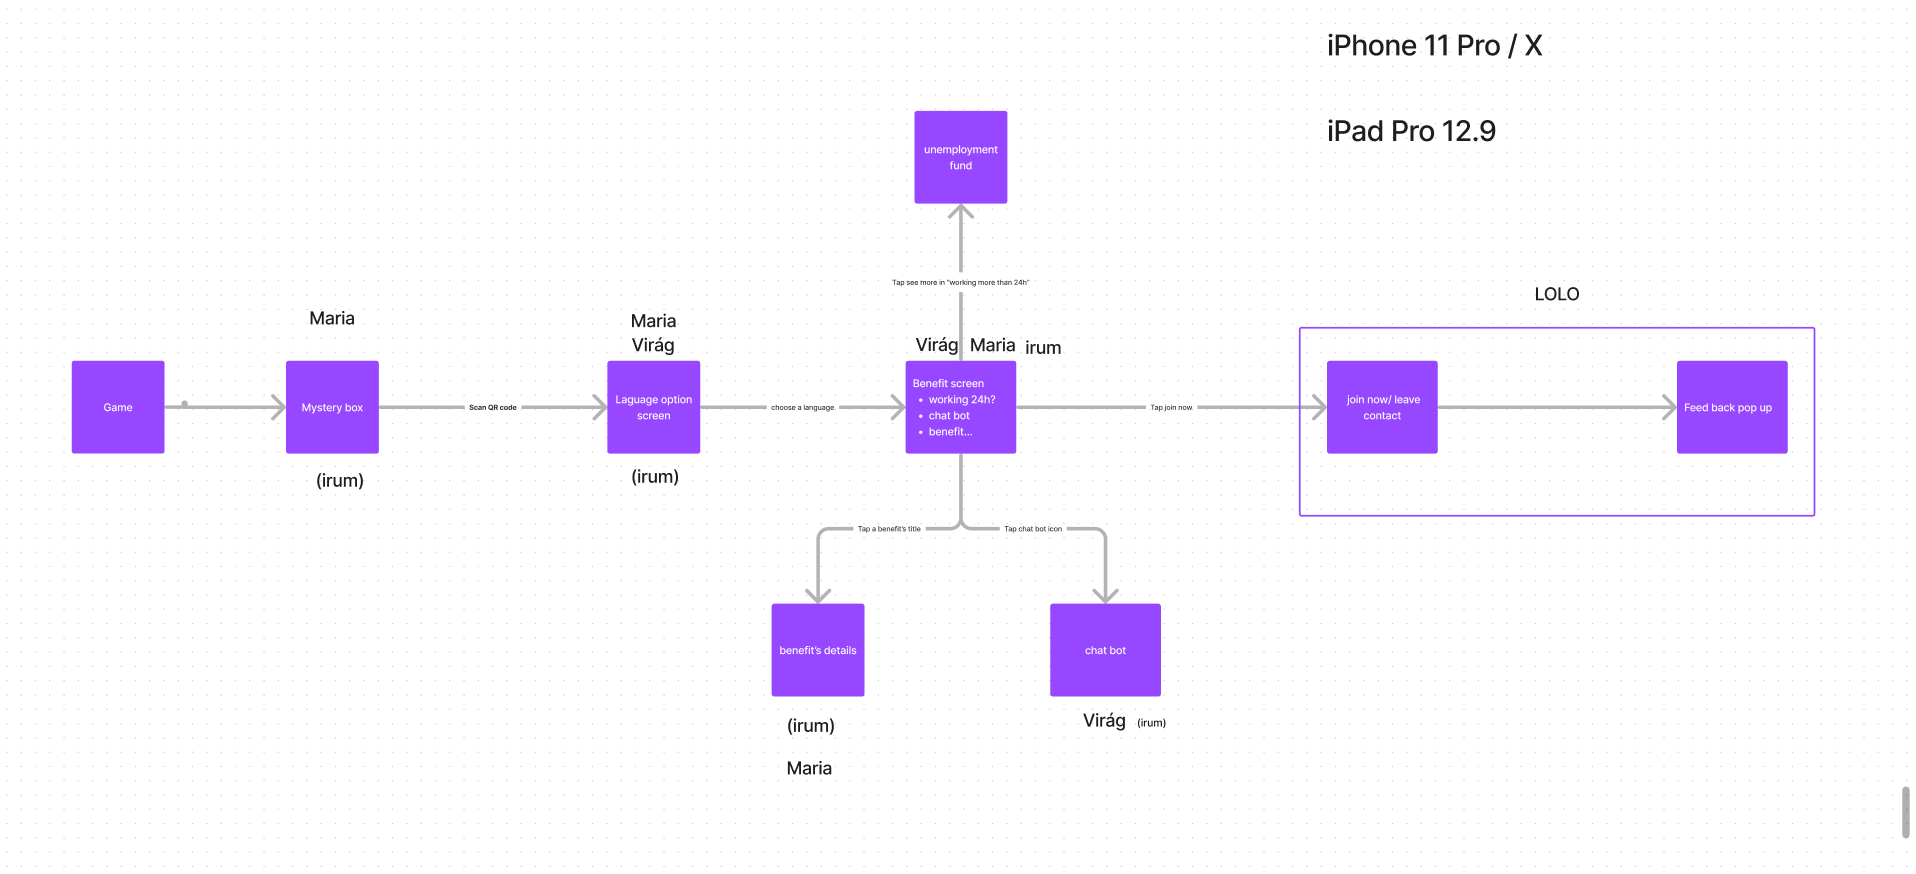 iPhone 11 Pro / X
iPad Pro 12.9
unemployment
fund
Tap see more in "working more than 24h"
LOLO
Maria
Maria
Virág
Virág
Maria
irum
Game
Mystery box
Scan QR code
Laguage option
screen
choose a language
Benefit screen
• working 24h?
• chat bot
• benefit...
Tap join now
join now/ leave
contact
Feed back pop up
(irum)
(irum)
Tap a benefit's title
Tap chat bot icon
benefit's details
chat bot
(irum)
Maria
Virág
(irum)